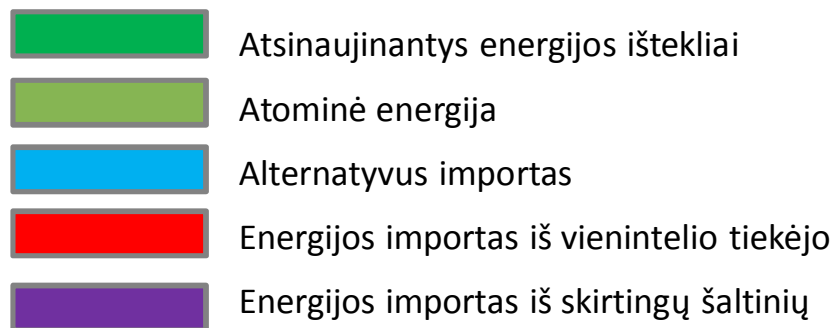 Atsinaujinantys energijos ištekliai
Atominė energija
Alternatyvus importas
Energijos importas iš vienintelio tiekėjo
Energijos importas iš skirtingų šaltinių